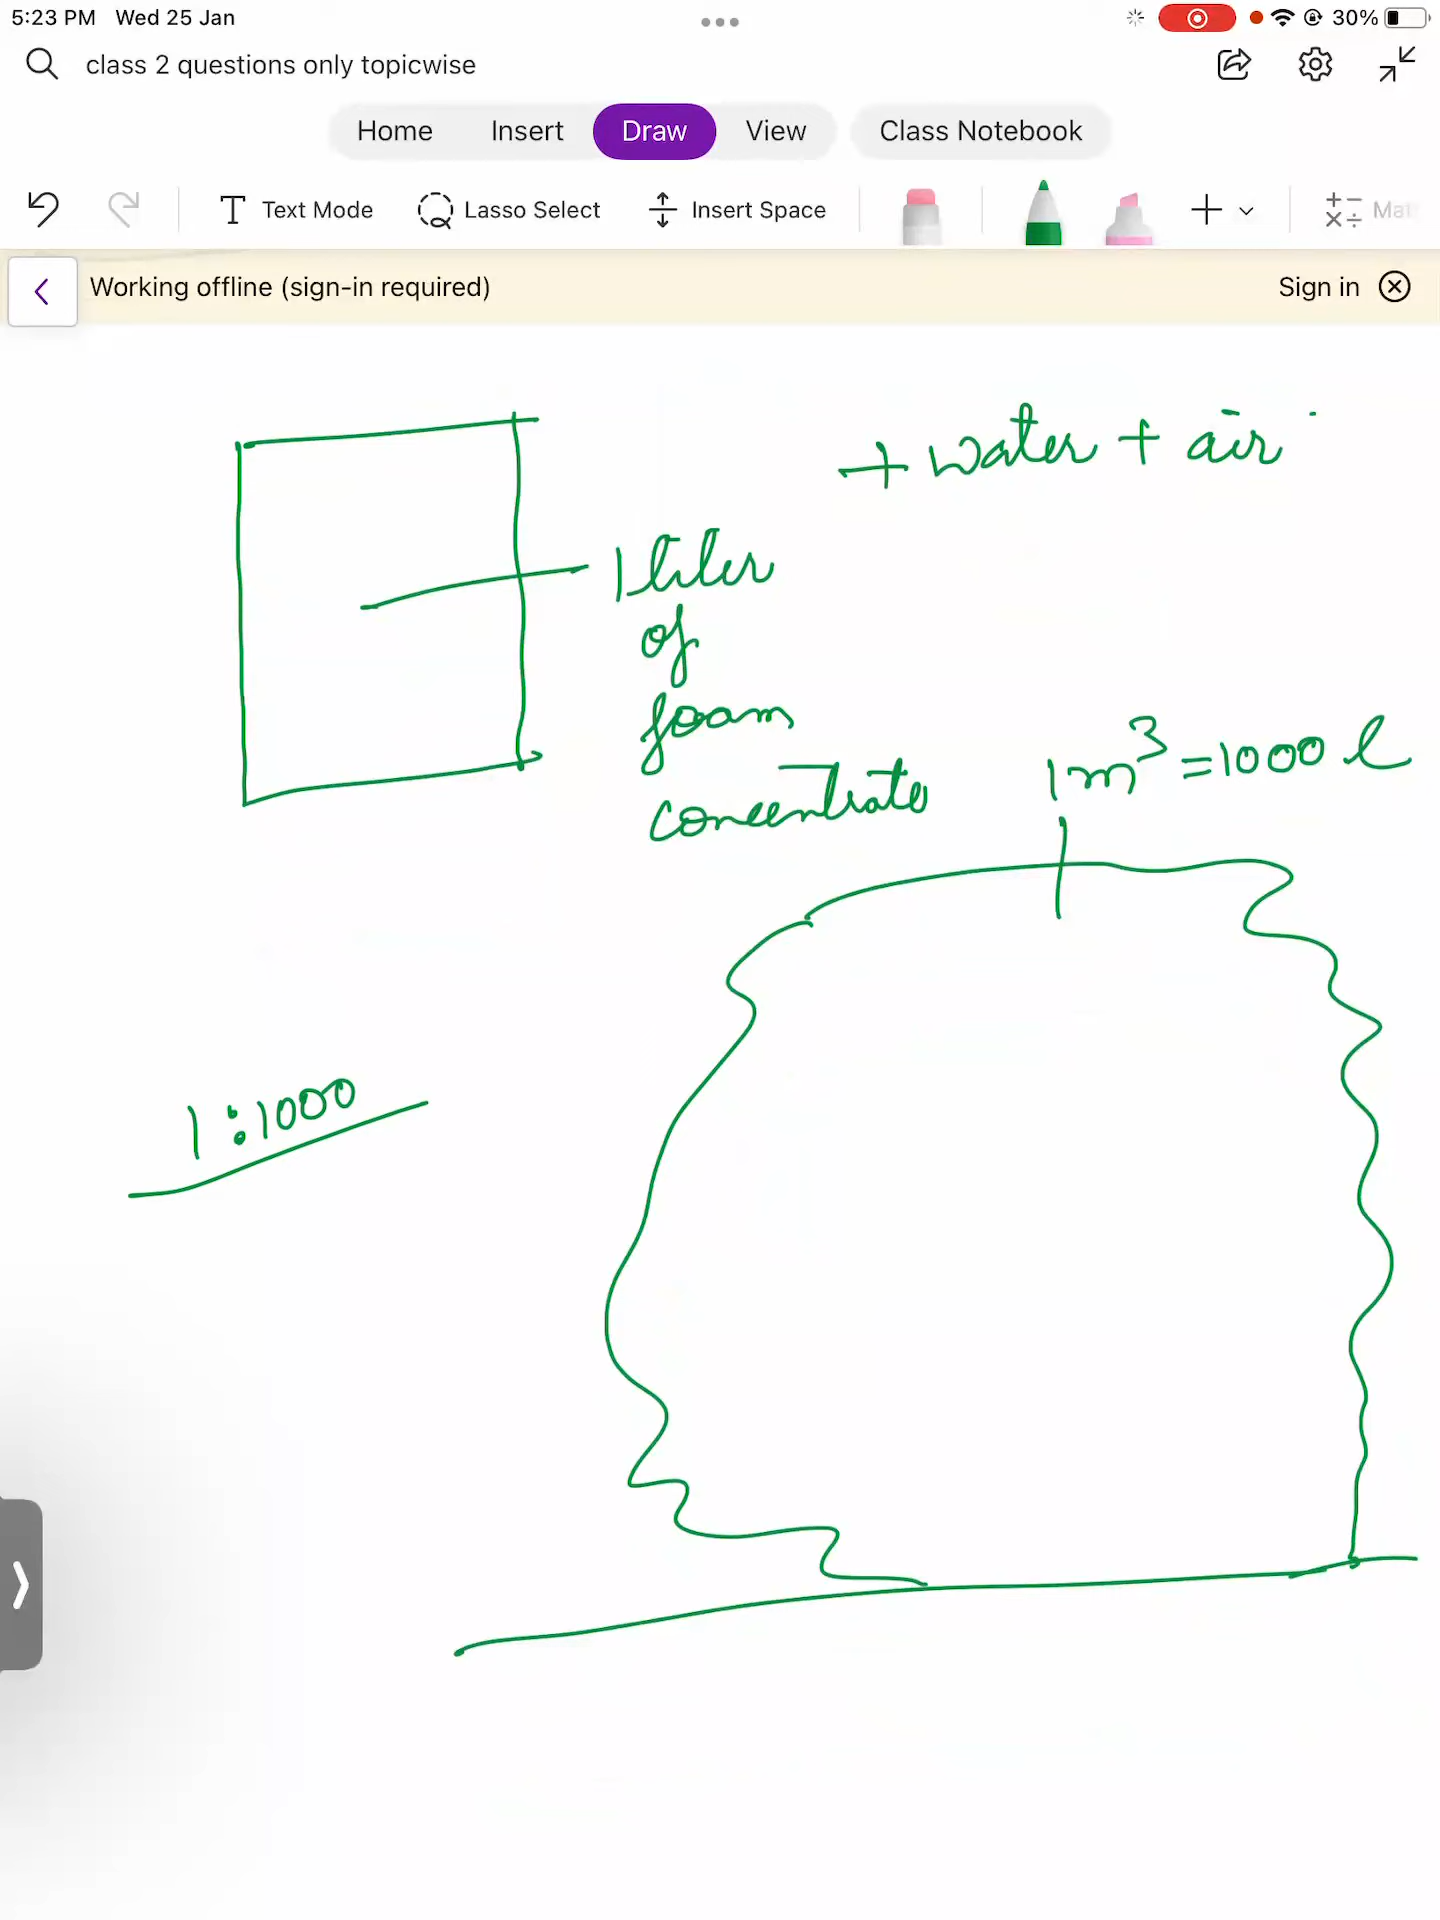 5:23 PM Wed 25 Jan
30%
class 2 questions only topicwise
Home Insert Draw View Class Notebook
Text Mode Lasso Select Insert Space
Working offline (sign-in required) Sign in
+ water + air
1 liter
of
foam
concentrate
1m³ = 1000 l
1:1000